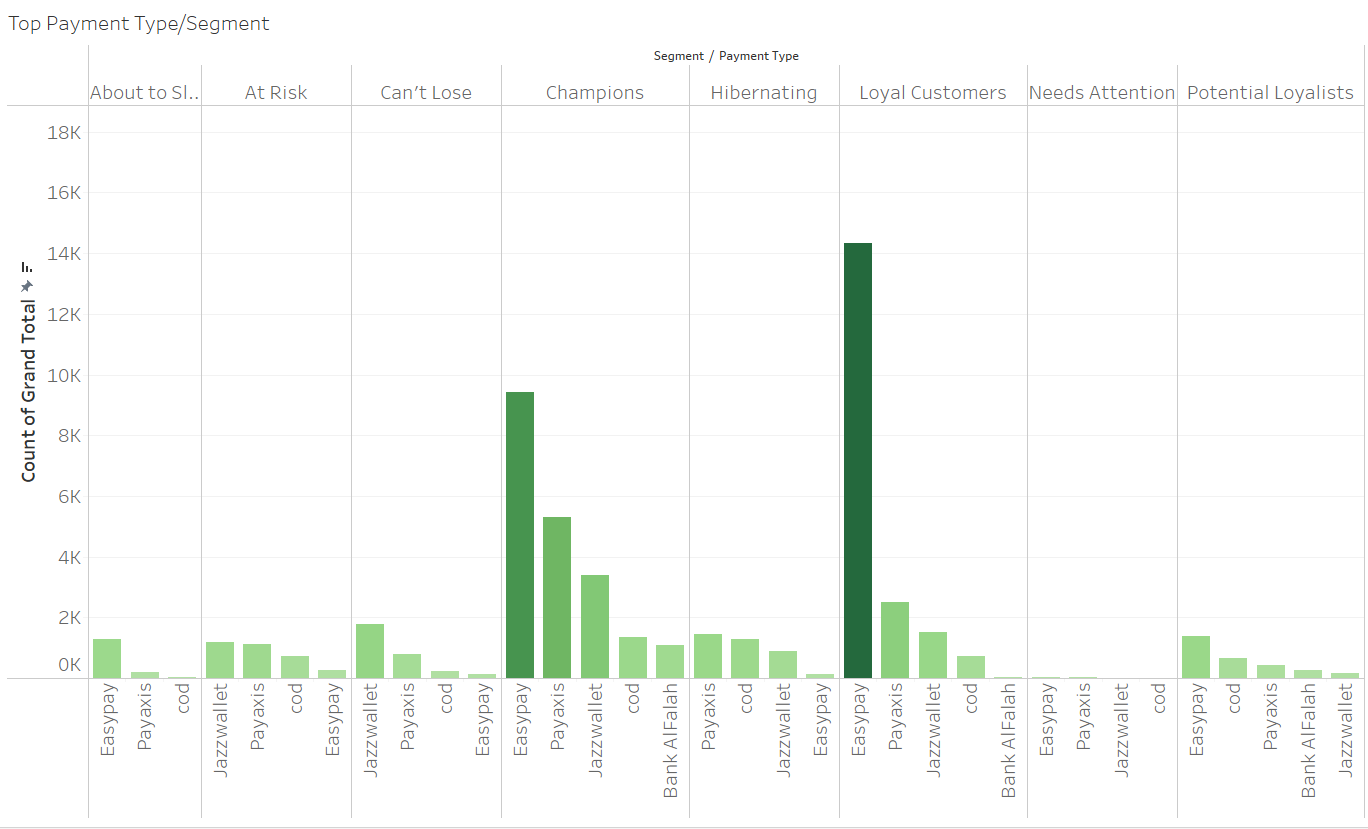 Top Payment Type/Segment
Segment / Payment Type
About to Sl.. At Risk Can't Lose Champions Hibernating Loyal Customers Needs Attention Potential Loyalists
Count of Grand Total
18K
16K
14K
12K
10K
8K
6K
4K
2K
0K
Easypay Payaxis cod Jazzwallet Payaxis cod Easypay Jazzwallet Payaxis cod Easypay Easypay Payaxis Jazzwallet cod Bank AlFalah Payaxis cod Jazzwallet Easypay Easypay Payaxis Jazzwallet cod Bank AlFalah Easypay Payaxis Jazzwallet cod Easypay cod Payaxis Bank AlFalah Jazzwallet